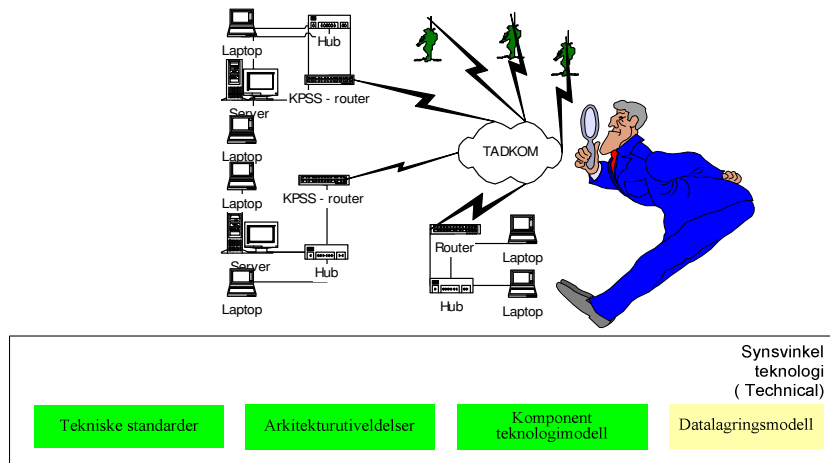 Laptop
Hub
Server
KPSS - router
Laptop
Laptop
KPSS - router
Server
Hub
Laptop
TADKOM
Router
Laptop
Hub
Laptop
Synsvinkel
teknologi
( Technical)
Tekniske standarder
Arkitekturutiveldelser
Komponent
teknologimodell
Datalagringsmodell